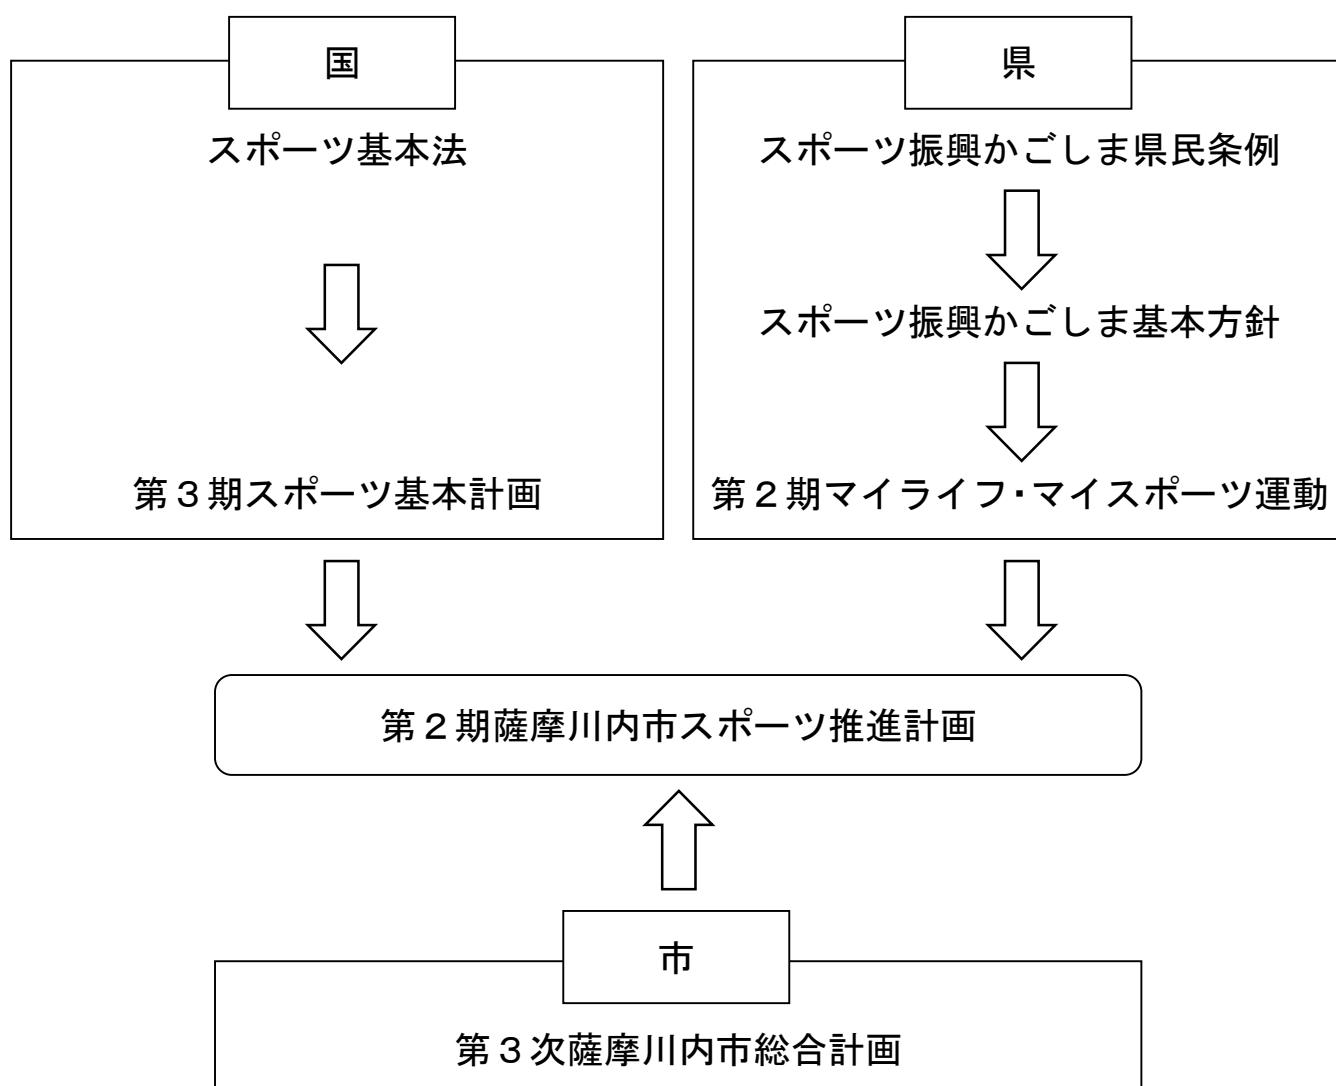 国
スポーツ基本法
第３期スポーツ基本計画
県
スポーツ振興かごしま県民条例
スポーツ振興かごしま基本方針
第２期マイライフ・マイスポーツ運動
第２期薩摩川内市スポーツ推進計画
市
第３次薩摩川内市総合計画